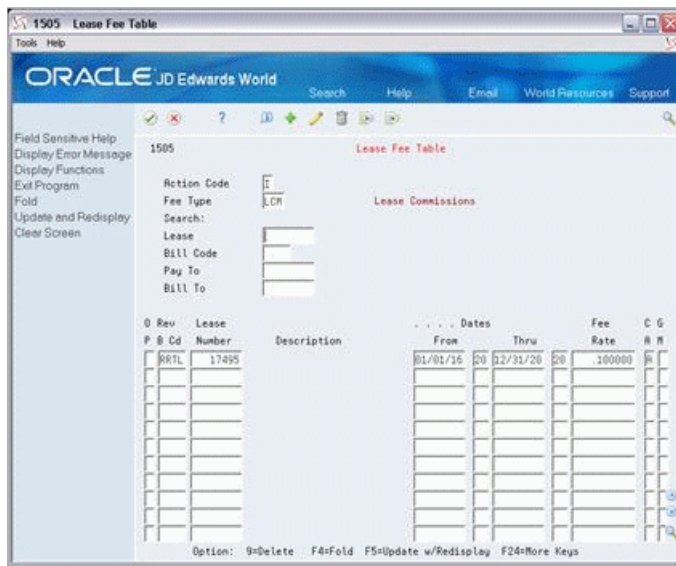 1505 Lease Fee Table
Tools Help
ORACLE JD Edwards World
Search Help Email World Resources Support
Field Sensitive Help
Display Error Message
Display Functions
Exit Program
Fold
Update and Redisplay
Clear Screen
1505 Lease Fee Table
Action Code I
Fee Type LCM Lease Commissions
Search:
Lease
Bill Code
Pay To
Bill To
O Rev Lease . . . . Dates Fee C G
P B Cd Number Description From Thru Rate A M
RRTL 17495 01/01/16 20 12/31/20 20 .100000 A
Option: 9=Delete F4=Fold F5=Update w/Redisplay F24=More Keys